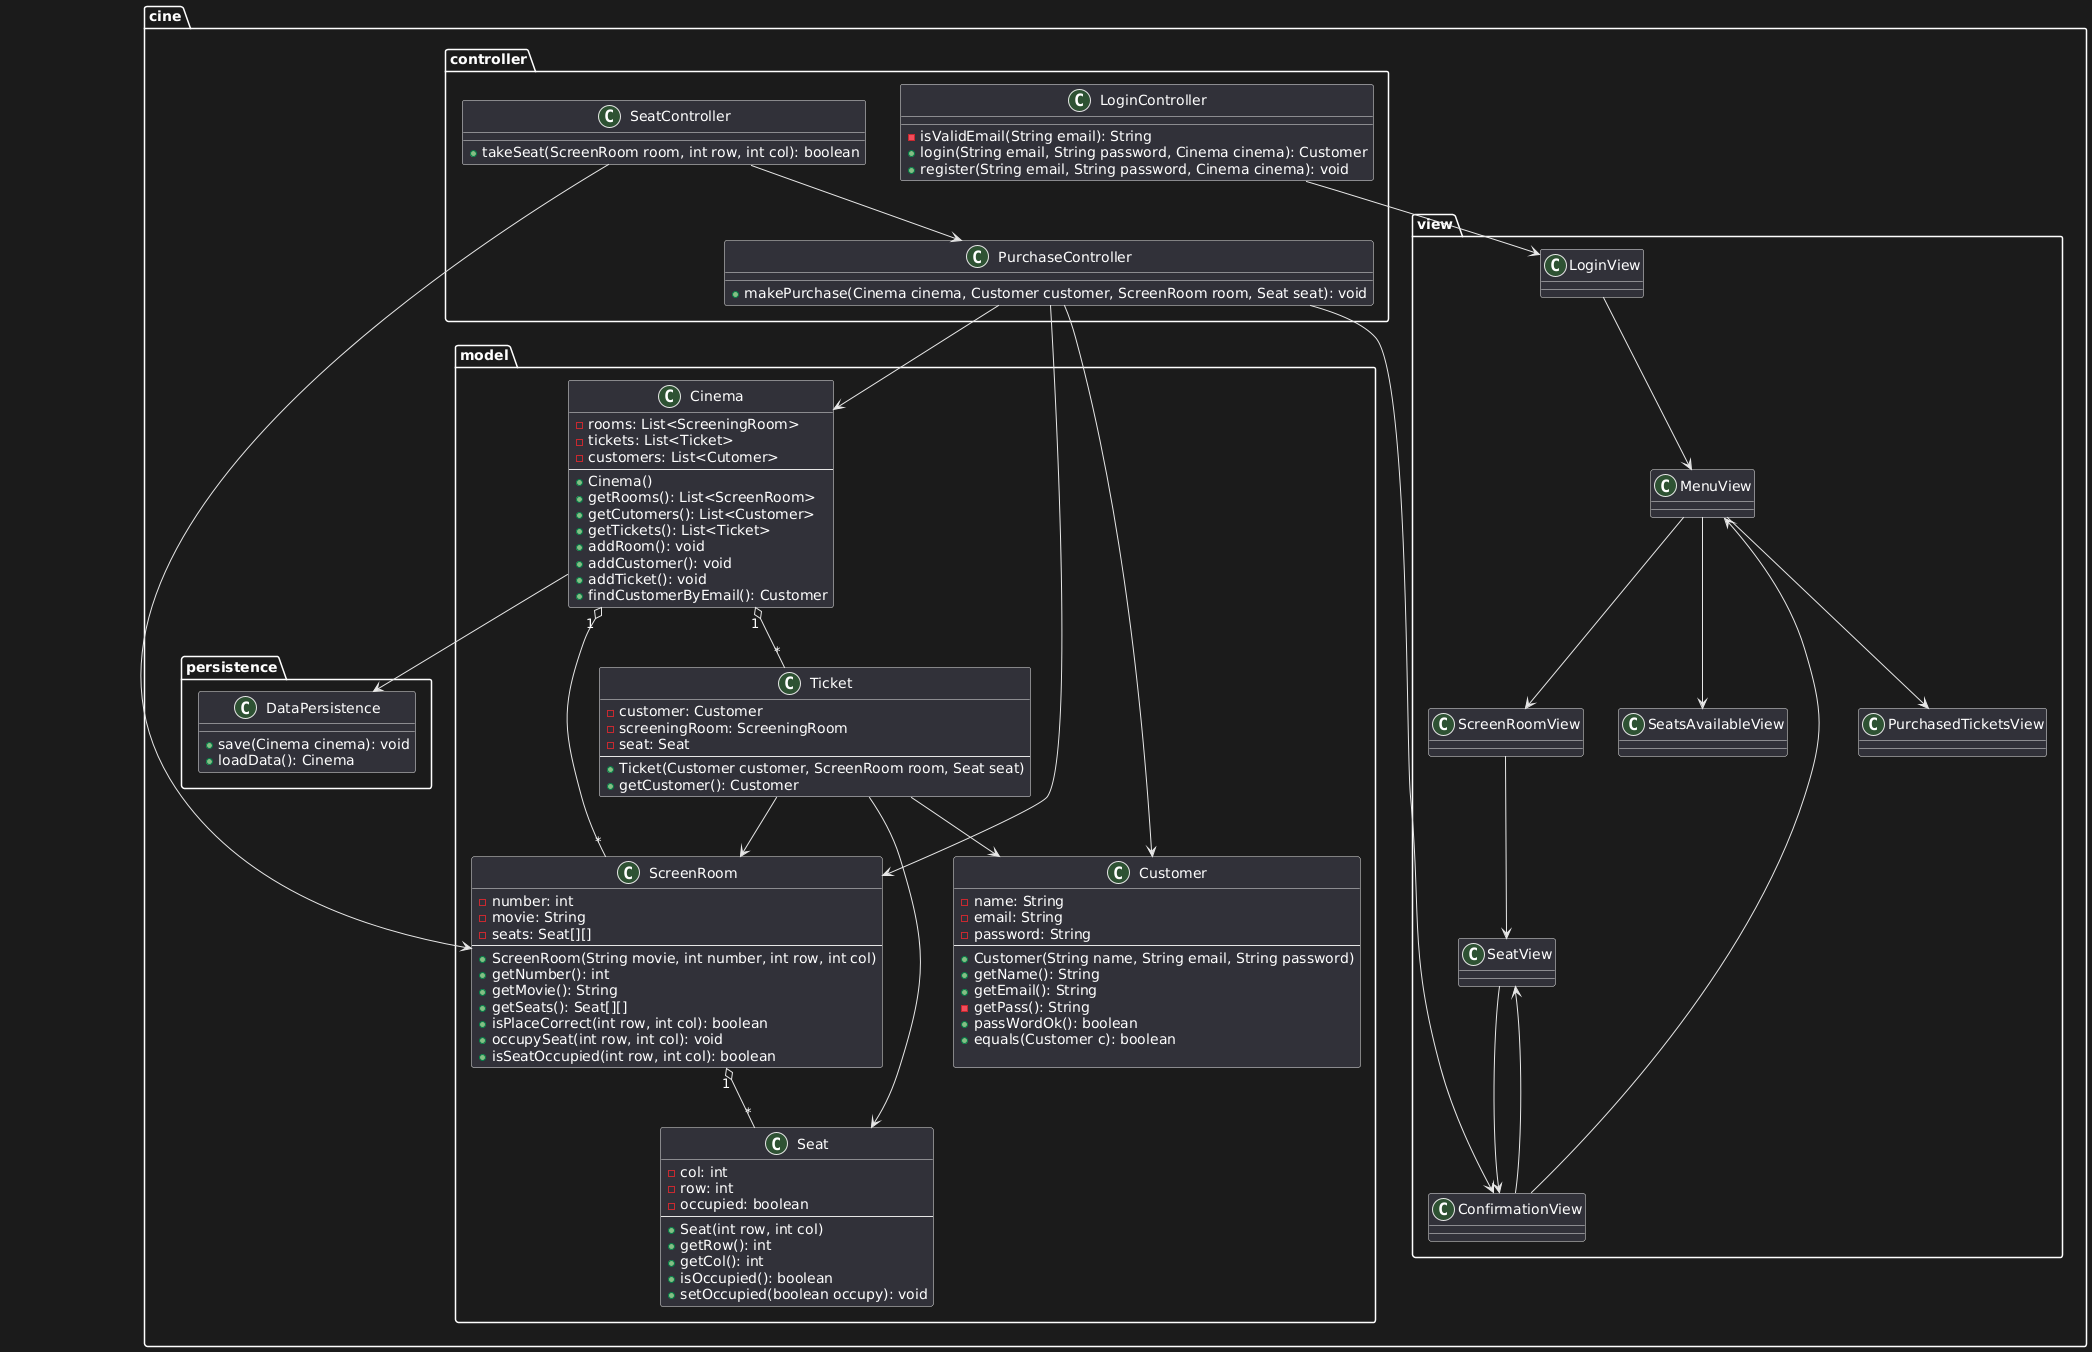 cine
controller
C SeatController
takeSeat(ScreenRoom room, int row, int col): boolean
C LoginController
isValidEmail(String email): String
login(String email, String password, Cinema cinema): Customer
register(String email, String password, Cinema cinema): void
C PurchaseController
makePurchase(Cinema cinema, Customer customer, ScreenRoom room, Seat seat): void
view
C LoginView
C MenuView
C ScreenRoomView
C SeatsAvailableView
C PurchasedTicketsView
C SeatView
C ConfirmationView
model
C Cinema
rooms: List<ScreeningRoom>
tickets: List<Ticket>
customers: List<Cutomer>
Cinema()
getRooms(): List<ScreenRoom>
getCutomers(): List<Customer>
getTickets(): List<Ticket>
addRoom(): void
addCustomer(): void
addTicket(): void
findCustomerByEmail(): Customer
1
1
*
persistence
C DataPersistence
save(Cinema cinema): void
loadData(): Cinema
C Ticket
customer: Customer
screeningRoom: ScreeningRoom
seat: Seat
Ticket(Customer customer, ScreenRoom room, Seat seat)
getCustomer(): Customer
*
C ScreenRoom
number: int
movie: String
seats: Seat[][]
ScreenRoom(String movie, int number, int row, int col)
getNumber(): int
getMovie(): String
getSeats(): Seat[][]
isPlaceCorrect(int row, int col): boolean
occupySeat(int row, int col): void
isSeatOccupied(int row, int col): boolean
C Customer
name: String
email: String
password: String
Customer(String name, String email, String password)
getName(): String
getEmail(): String
getPass(): String
passWordOk(): boolean
equals(Customer c): boolean
1
*
C Seat
col: int
row: int
occupied: boolean
Seat(int row, int col)
getRow(): int
getCol(): int
isOccupied(): boolean
setOccupied(boolean occupy): void